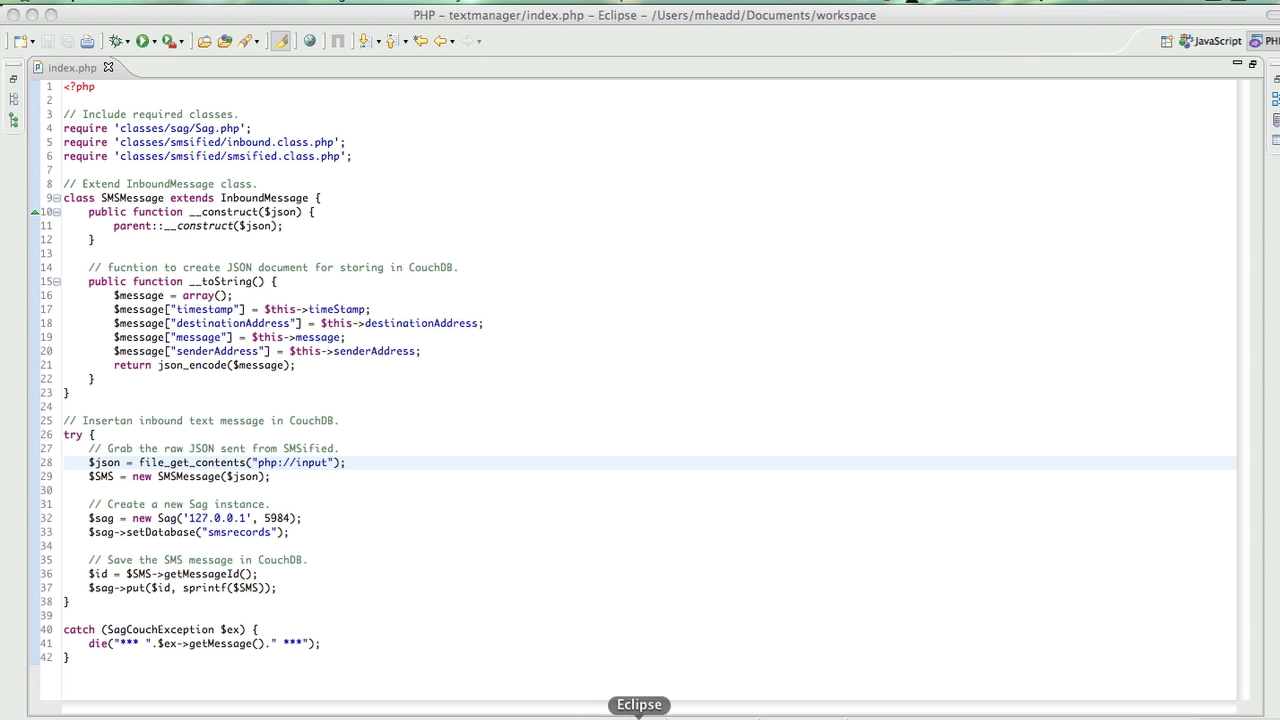 PHP - textmanager/index.php - Eclipse - /Users/mheadd/Documents/workspace
JavaScript PH
index.php
1 <?php
2
3 // Include required classes.
4 require 'classes/sag/Sag.php';
5 require 'classes/smsified/inbound.class.php';
6 require 'classes/smsified/smsified.class.php';
7
8 // Extend InboundMessage class.
9 class SMSMessage extends InboundMessage {
10 public function __construct($json) {
11 parent::__construct($json);
12 }
13
14 // fucntion to create JSON document for storing in CouchDB.
15 public function __toString() {
16 $message = array();
17 $message["timestamp"] = $this->timeStamp;
18 $message["destinationAddress"] = $this->destinationAddress;
19 $message["message"] = $this->message;
20 $message["senderAddress"] = $this->senderAddress;
21 return json_encode($message);
22 }
23 }
24
25 // Insertan inbound text message in CouchDB.
26 try {
27 // Grab the raw JSON sent from SMSified.
28 $json = file_get_contents("php://input");
29 $SMS = new SMSMessage($json);
30
31 // Create a new Sag instance.
32 $sag = new Sag('127.0.0.1', 5984);
33 $sag->setDatabase("smsrecords");
34
35 // Save the SMS message in CouchDB.
36 $id = $SMS->getMessageId();
37 $sag->put($id, sprintf($SMS));
38 }
39
40 catch (SagCouchException $ex) {
41 die("*** ".$ex->getMessage()." ***");
42 }
Eclipse